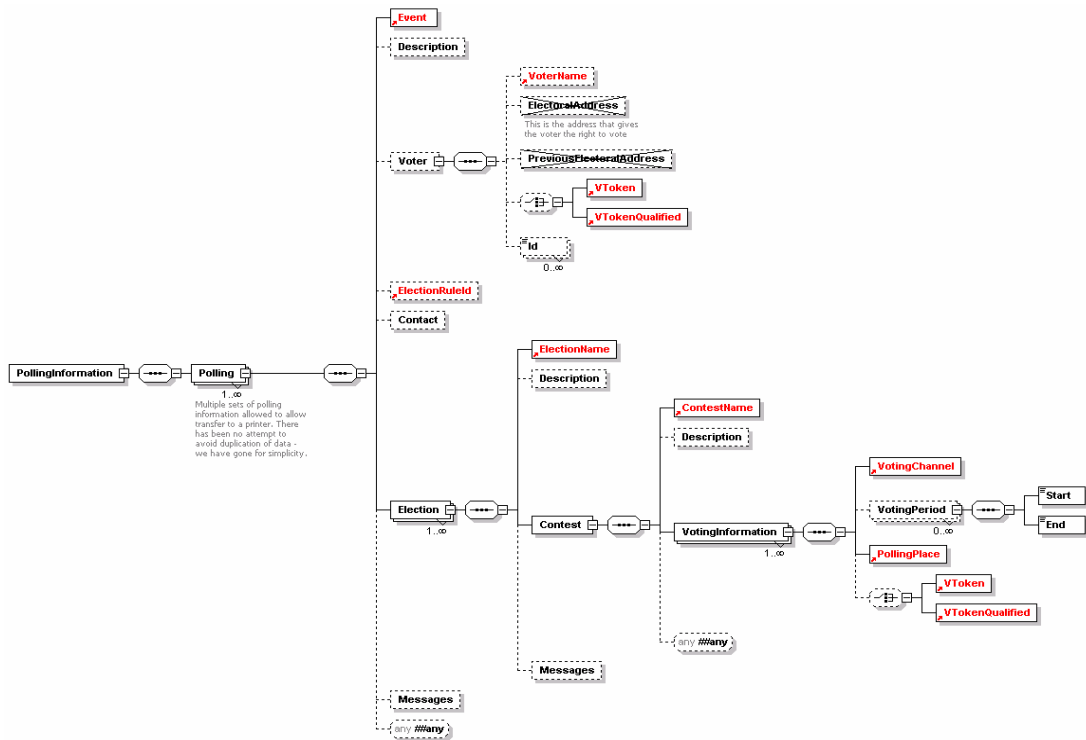 Event
Description
VoterName
ElectoralAddress
This is the address that gives
the voter the right to vote
Voter
PreviousElectoralAddress
VToken
VTokenQualified
Id
0..∞
ElectionRuleId
Contact
ElectionName
PollingInformation
Polling
1..∞
Multiple sets of polling
information allowed to allow
transfer to a printer. There
has been no attempt to
avoid duplication of data -
we have gone for simplicity.
Description
ContestName
Description
VotingChannel
Election
1..∞
Contest
VotingInformation
1..∞
VotingPeriod
0..∞
Start
End
PollingPlace
VToken
VTokenQualified
any ##any
Messages
Messages
any ##any